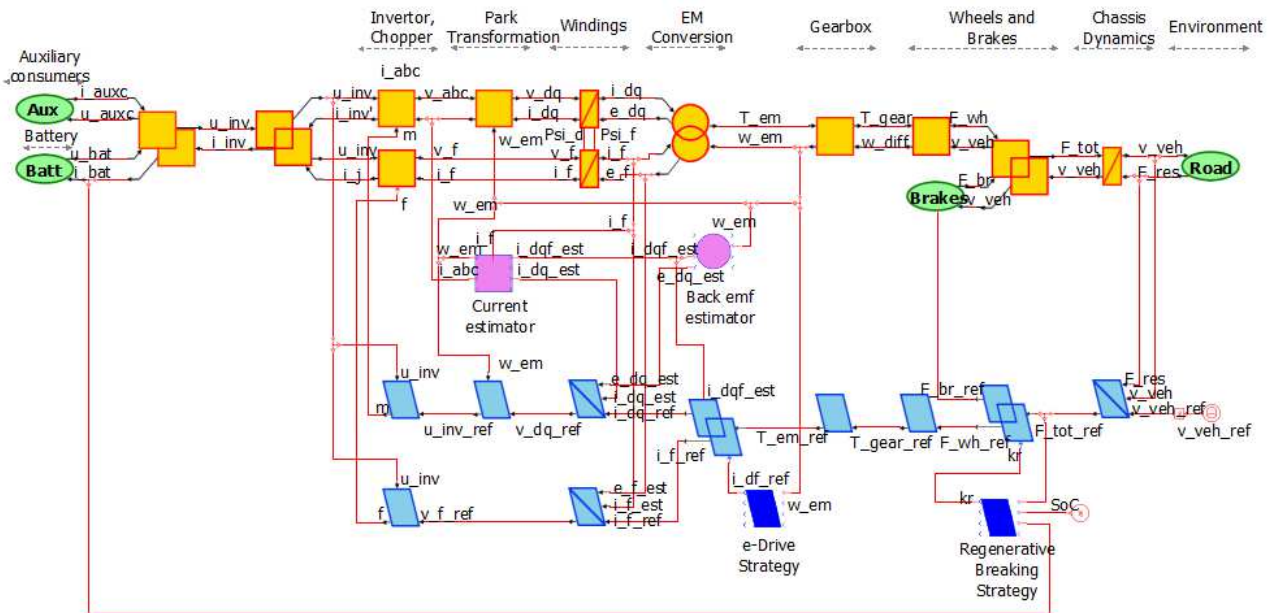 Invertor, Chopper
Park Transformation
Windings
EM Conversion
Gearbox
Wheels and Brakes
Chassis Dynamics
Environment
Auxiliary consumers
i_abc
i_auxc
Aux
u_auxc
Battery
u_bat
Batt
i_bat
u_inv
i_inv
u_inv
i_inv'
m
v_abc
i_dq
v_dq
i_dq
e_dq
w_em
Psi_d
Psi_f
T_em
w_em
T_gear
w_diff
F_wh
v_veh
F_tot
v_veh
v_veh
F_res
Road
u_inv
i_j
v_f
i_f
v_f
i_f
i_f
e_f
f
F_br
Brakes
v_veh
w_em
i_f
w_em
i_f
w_em
i_dqf_est
i_dqf_est
i_abc
i_dq_est
e_dq_est
Current estimator
Back emf estimator
u_inv
w_em
e_dq_est
i_dq_est
i_dq_ref
i_dqf_est
F_br_ref
F_res
v_veh
v_veh_ref
v_veh_ref
m
u_inv_ref
v_dq_ref
T_em_ref
T_gear_ref
F_wh_ref
F_tot_ref
kr
i_f_ref
u_inv
e_f_est
i_f_est
i_f_ref
f
v_f_ref
i_df_ref
w_em
kr
SoC
e-Drive Strategy
Regenerative Breaking Strategy